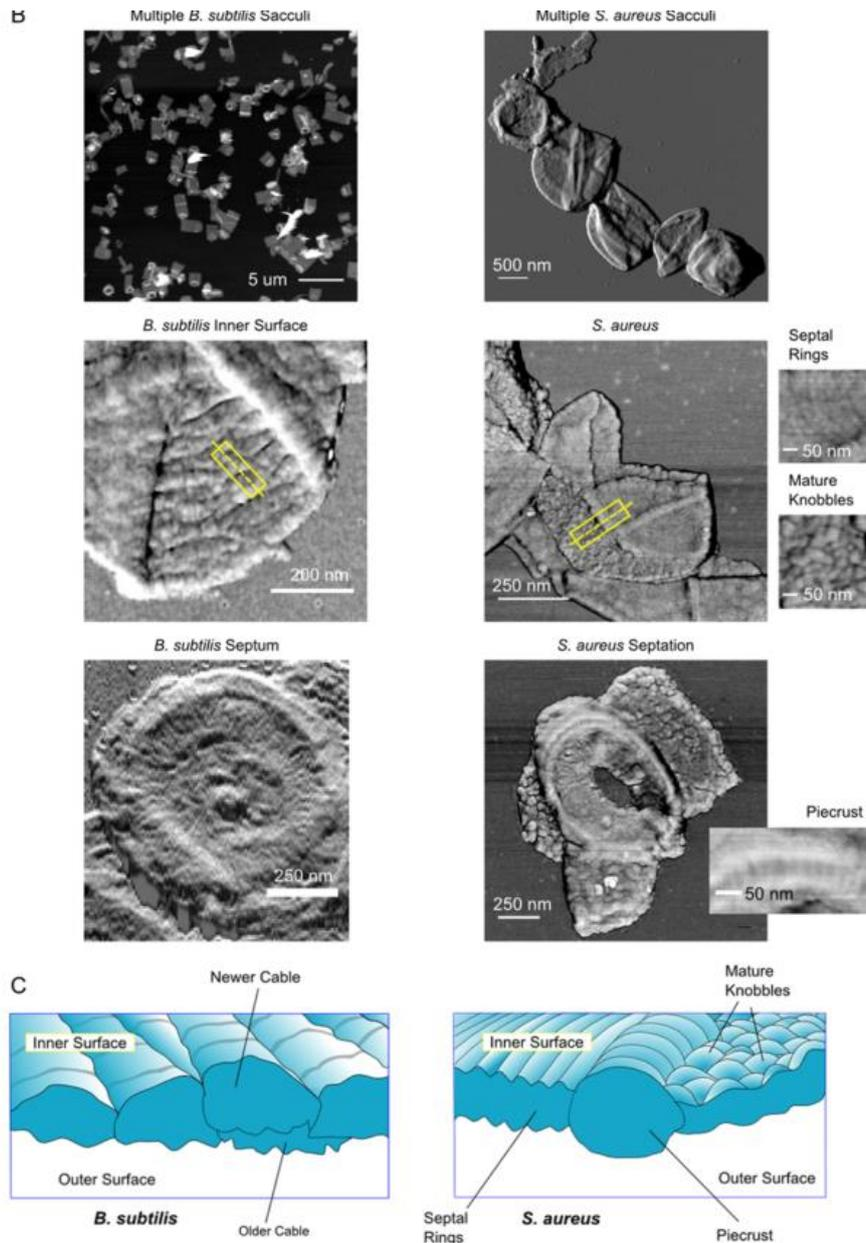 B
Multiple B. subtilis Sacculi
Multiple S. aureus Sacculi
5 um
500 nm
B. subtilis Inner Surface
S. aureus
Septal
Rings
50 nm
Mature
Knobbles
50 nm
200 nm
250 nm
B. subtilis Septum
S. aureus Septation
Piecrust
50 nm
250 nm
250 nm
C
Newer Cable
Inner Surface
Outer Surface
Older Cable
B. subtilis
Mature
Knobbles
Inner Surface
Outer Surface
Septal
Rings
Piecrust
S. aureus